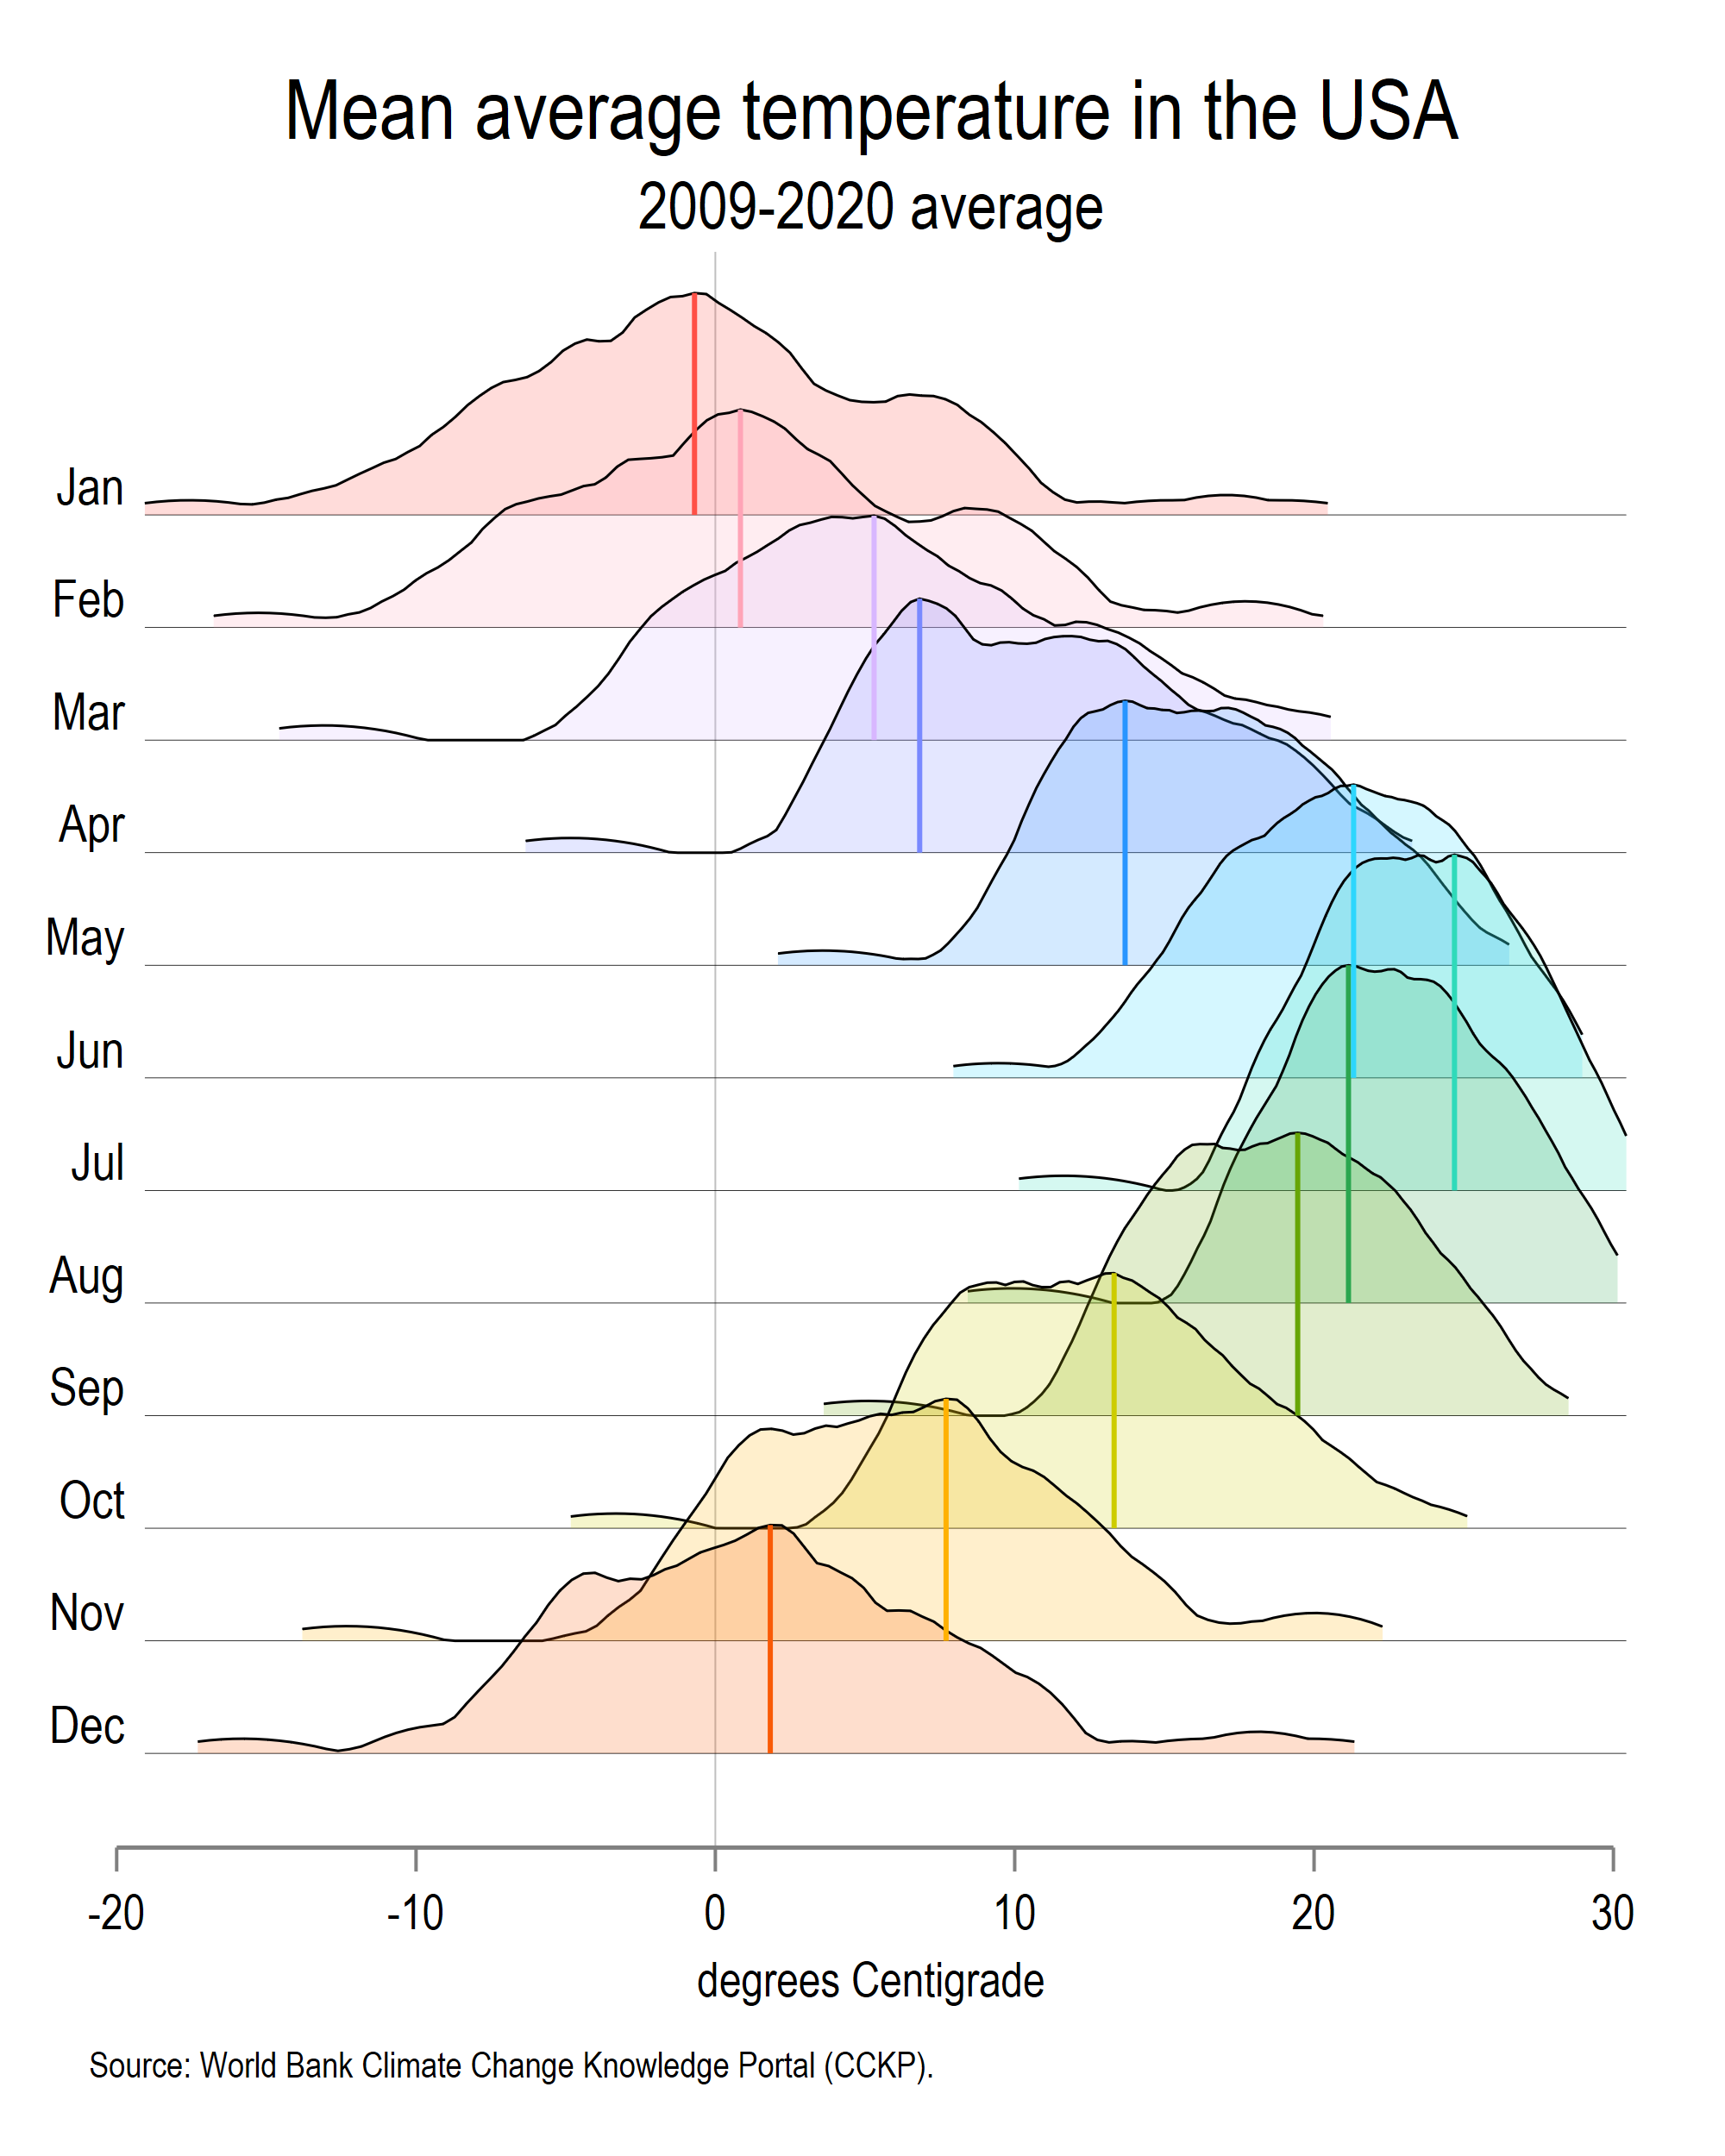 Mean average temperature in the USA
2009-2020 average
Jan
Feb
Mar
Apr
May
Jun
Jul
Aug
Sep
Oct
Nov
Dec
-20 -10 0 10 20 30
degrees Centigrade
Source: World Bank Climate Change Knowledge Portal (CCKP).